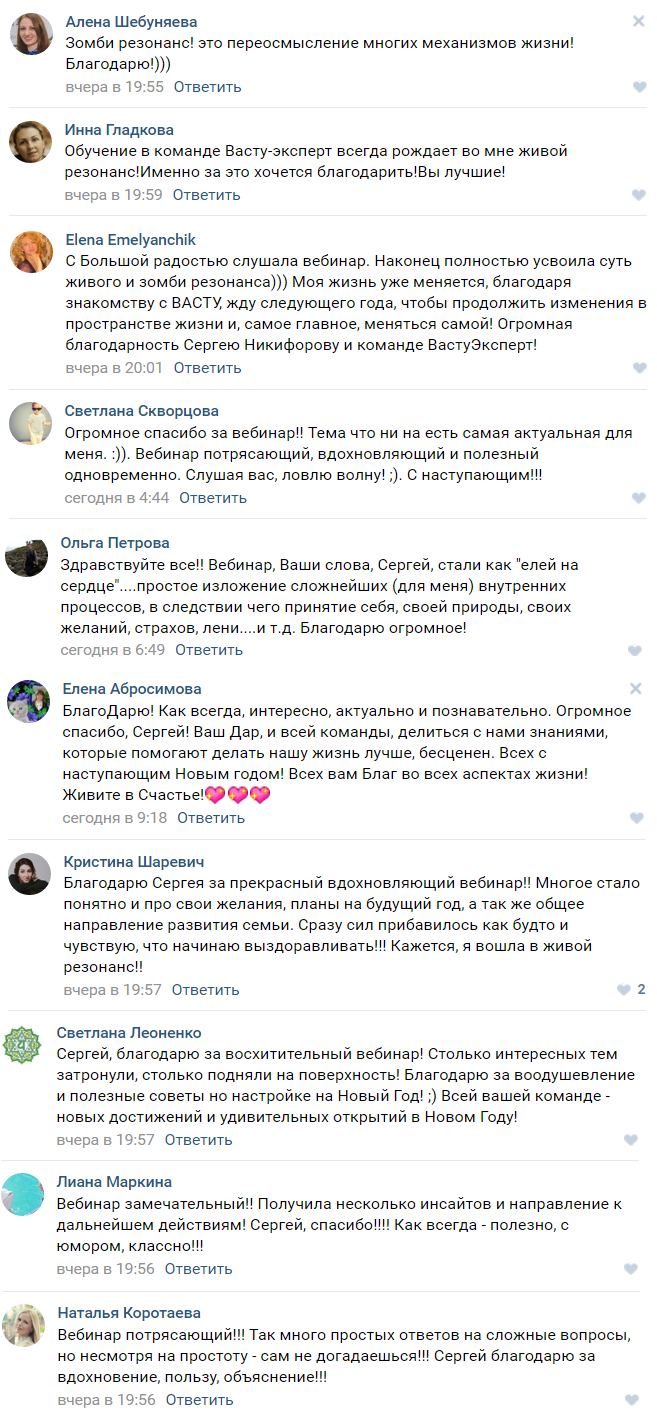 Алена Шебуняева
Зомби резонанс! это переосмысление многих механизмов жизни!
Благодарю!)))
вчера в 19:55 Ответить
Инна Гладкова
Обучение в команде Васту-эксперт всегда рождает во мне живой
резонанс!Именно за это хочется благодарить!Вы лучшие!
вчера в 19:59 Ответить
Elena Emelyanchik
С Большой радостью слушала вебинар. Наконец полностью усвоила суть
живого и зомби резонанса))) Моя жизнь уже меняется, благодаря
знакомству с ВАСТУ, жду следующего года, чтобы продолжить изменения в
пространстве жизни и, самое главное, меняться самой! Огромная
благодарность Сергею Никифорову и команде ВастуЭксперт!
вчера в 20:01 Ответить
Светлана Скворцова
Огромное спасибо за вебинар!! Тема что ни на есть самая актуальная для
меня. :)). Вебинар потрясающий, вдохновляющий и полезный
одновременно. Слушая вас, ловлю волну! ;). С наступающим!!!
сегодня в 4:44 Ответить
Ольга Петрова
Здравствуйте все!! Вебинар, Ваши слова, Сергей, стали как "елей на
сердце"....простое изложение сложнейших (для меня) внутренних
процессов, в следствии чего принятие себя, своей природы, своих
желаний, страхов, лени....и т.д. Благодарю огромное!
сегодня в 6:49 Ответить
Елена Абросимова
БлагоДарю! Как всегда, интересно, актуально и познавательно. Огромное
спасибо, Сергей! Ваш Дар, и всей команды, делиться с нами знаниями,
которые помогают делать нашу жизнь лучше, бесценен. Всех с
наступающим Новым годом! Всех вам Благ во всех аспектах жизни!
Живите в Счастье!💖💖💖
сегодня в 9:18 Ответить
Кристина Шаревич
Благодарю Сергея за прекрасный вдохновляющий вебинар!! Многое стало
понятно и про свои желания, планы на будущий год, а так же общее
направление развития семьи. Сразу сил прибавилось как будто и
чувствую, что начинаю выздоравливать!!! Кажется, я вошла в живой
резонанс!!
вчера в 19:57 Ответить 2
Светлана Леоненко
Сергей, благодарю за восхитительный вебинар! Столько интересных тем
затронули, столько подняли на поверхность! Благодарю за воодушевление
и полезные советы но настройке на Новый Год! ;) Всей вашей команде -
новых достижений и удивительных открытий в Новом Году!
вчера в 19:57 Ответить
Лиана Маркина
Вебинар замечательный!! Получила несколько инсайтов и направление к
дальнейшем действиям! Сергей, спасибо!!!! Как всегда - полезно, с
юмором, классно!!!
вчера в 19:56 Ответить
Наталья Коротаева
Вебинар потрясающий!!! Так много простых ответов на сложные вопросы,
но несмотря на простоту - сам не догадаешься!!! Сергей благодарю за
вдохновение, пользу, объяснение!!!
вчера в 19:56 Ответить